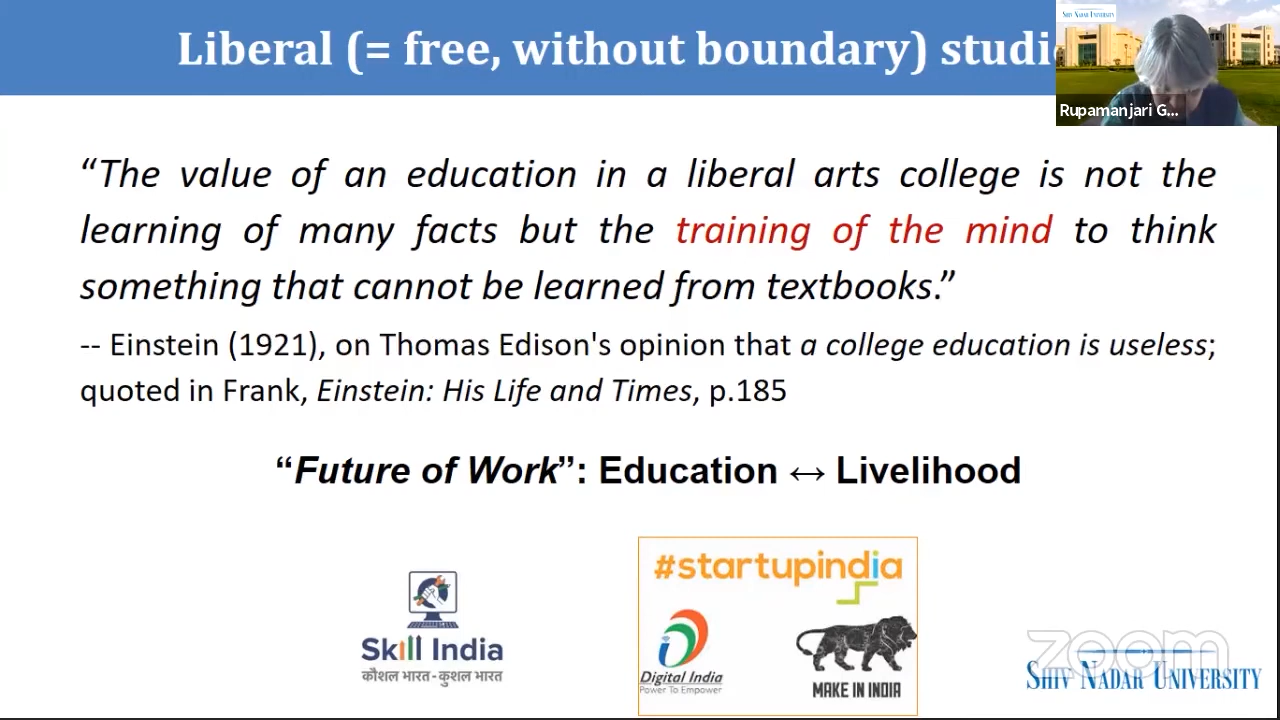 Liberal (= free, without boundary) studi
SHIV NADAR UNIVERSITY
Rupamanjari G...
“The value of an education in a liberal arts college is not the
learning of many facts but the training of the mind to think
something that cannot be learned from textbooks.”
-- Einstein (1921), on Thomas Edison's opinion that a college education is useless;
quoted in Frank, Einstein: His Life and Times, p.185
“Future of Work”: Education ↔ Livelihood
Skill India
कौशल भारत - कुशल भारत
#startupindia
Digital India
Power To Empower
MAKE IN INDIA
zoom
SHIV NADAR UNIVERSITY